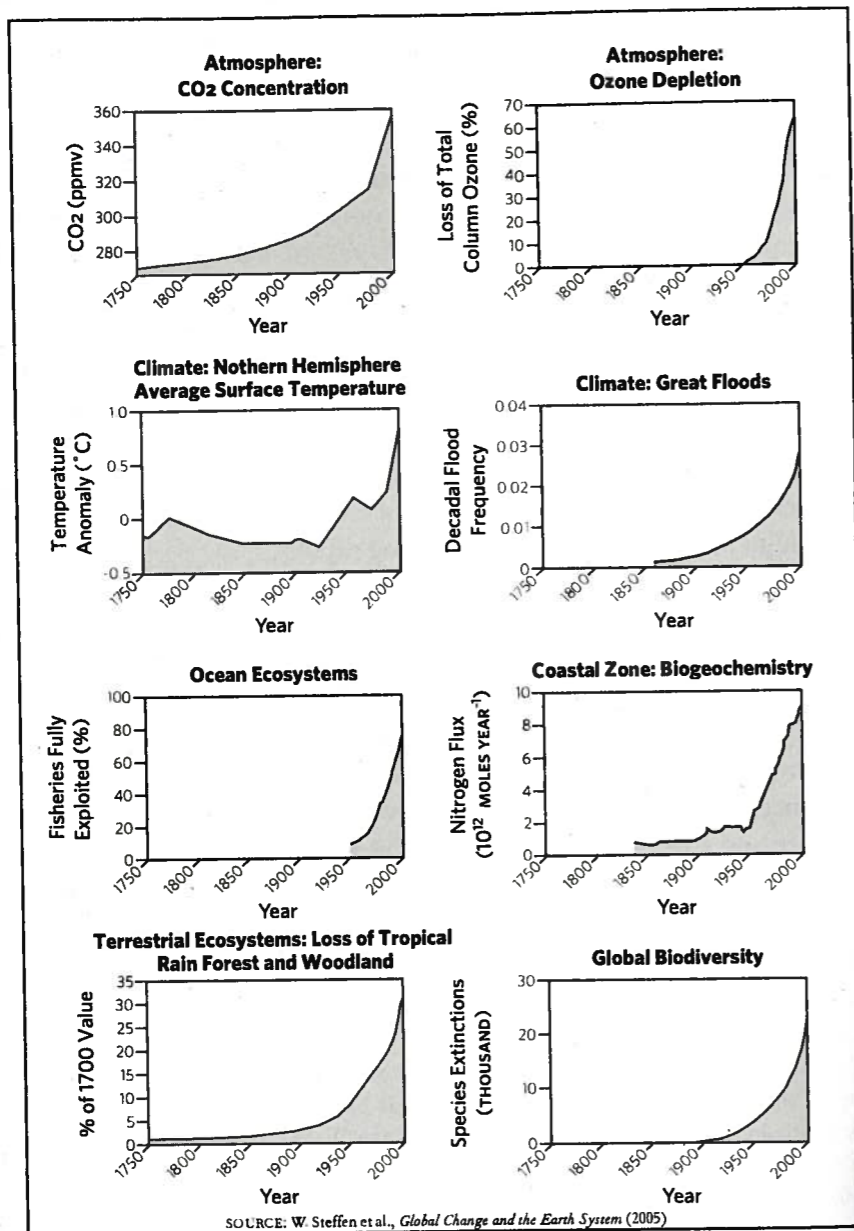 Atmosphere:
CO2 Concentration
CO2 (ppmv)
360
340
320
300
280
1750
1800
1850
1900
1950
2000
Year
Atmosphere:
Ozone Depletion
Loss of Total
Column Ozone (%)
70
60
50
40
30
20
10
0
1750
1800
1850
1900
1950
2000
Year
Climate: Nothern Hemisphere
Average Surface Temperature
Temperature
Anomaly (°C)
1 0
0 5
0
-0.5
1750
1800
1850
1900
1950
2000
Year
Climate: Great Floods
Decadal Flood
Frequency
0 04
0 03
0 02
0 01
0
1750
1800
1850
1900
1950
2000
Year
Ocean Ecosystems
Fisheries Fully
Exploited (%)
100
80
60
40
20
0
1750
1800
1850
1900
1950
2000
Year
Coastal Zone: Biogeochemistry
Nitrogen Flux
(10¹² MOLES YEAR⁻¹)
10
8
6
4
2
0
1750
1800
1850
1900
1950
2000
Year
Terrestrial Ecosystems: Loss of Tropical
Rain Forest and Woodland
% of 1700 Value
35
30
25
20
15
10
5
0
1750
1800
1850
1900
1950
2000
Year
Global Biodiversity
Species Extinctions
(THOUSAND)
30
20
10
0
1750
1800
1850
1900
1950
2000
Year
SOURCE: W. Steffen et al., Global Change and the Earth System (2005)